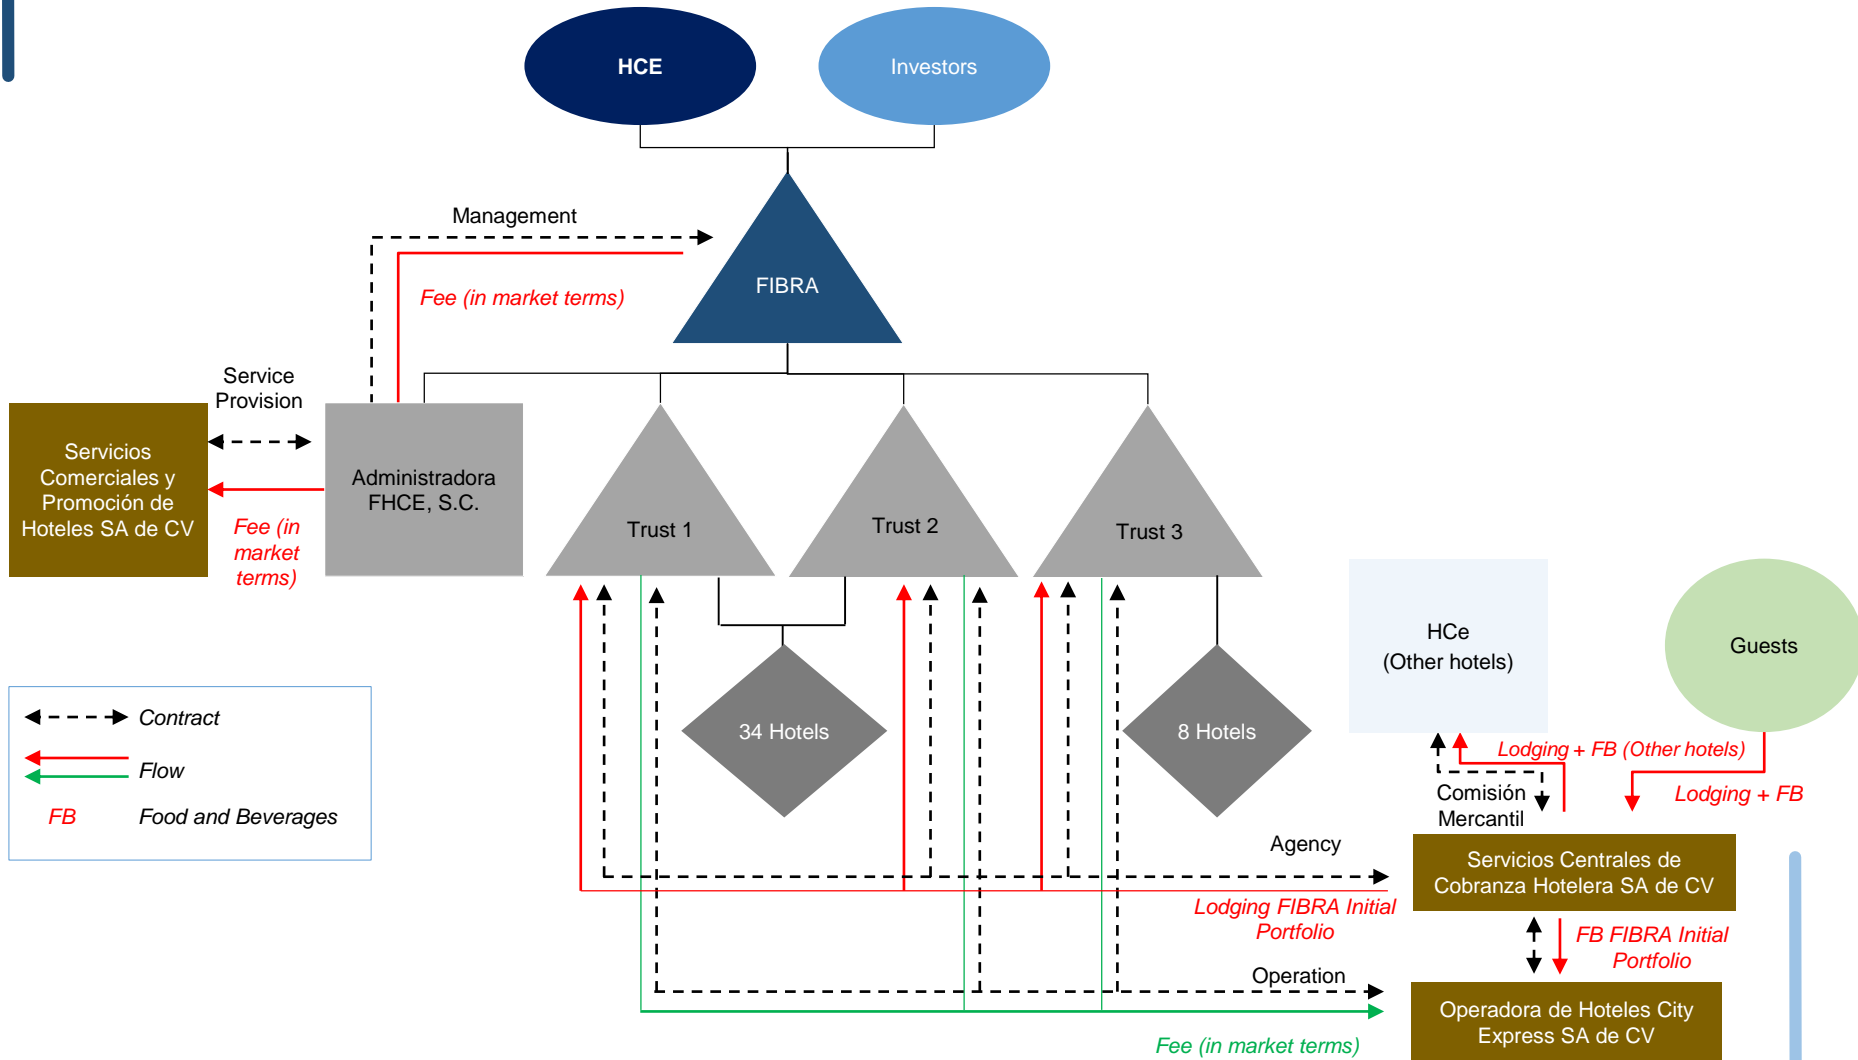 HCE
Investors
Management
FIBRA
Fee (in market terms)
Service
Provision
Servicios
Comerciales y
Promoción de
Hoteles SA de CV
Administradora
FHCE, S.C.
Fee (in
market
terms)
Trust 1
Trust 2
Trust 3
HCe
(Other hotels)
Guests
Contract
Flow
FB Food and Beverages
34 Hotels
8 Hotels
Lodging + FB (Other hotels)
Lodging + FB
Comisión
Mercantil
Agency
Servicios Centrales de
Cobranza Hotelera SA de CV
Lodging FIBRA Initial
Portfolio
FB FIBRA Initial
Portfolio
Operation
Operadora de Hoteles City
Express SA de CV
Fee (in market terms)